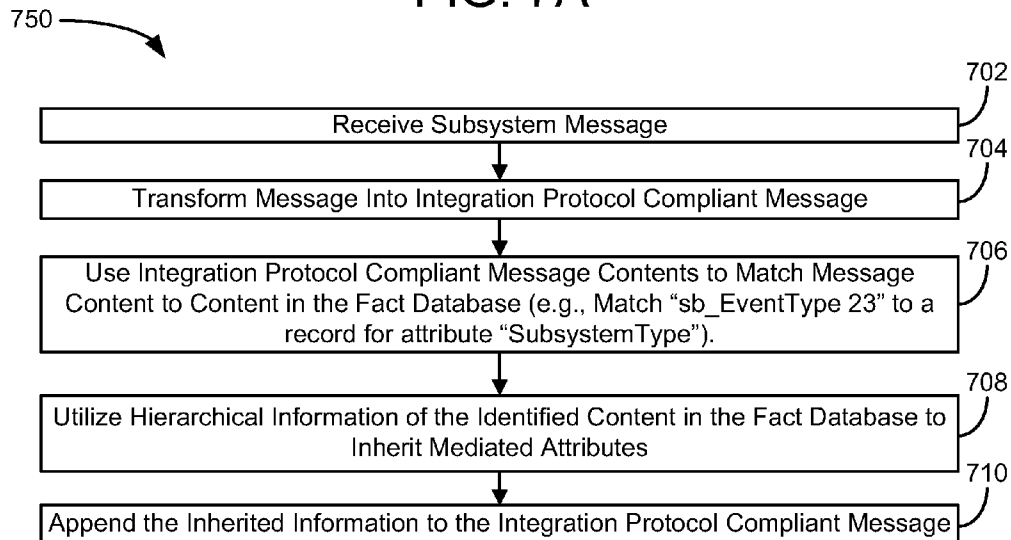 FIG. 7A
750
702
Receive Subsystem Message
704
Transform Message Into Integration Protocol Compliant Message
706
Use Integration Protocol Compliant Message Contents to Match Message
Content to Content in the Fact Database (e.g., Match “sb_EventType 23” to a
record for attribute “SubsystemType”).
708
Utilize Hierarchical Information of the Identified Content in the Fact Database to
Inherit Mediated Attributes
710
Append the Inherited Information to the Integration Protocol Compliant Message